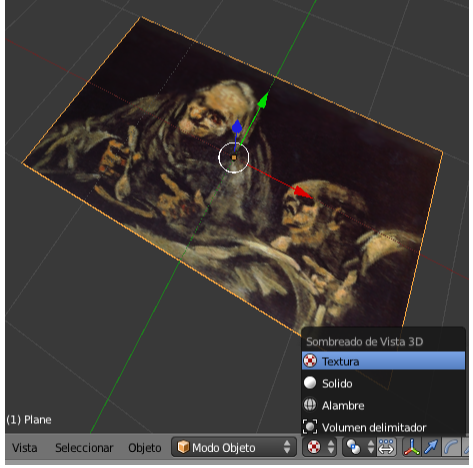 Sombreado de Vista 3D
Textura
Solido
Alambre
Volumen delimitador
(1) Plane
Vista Seleccionar Objeto Modo Objeto